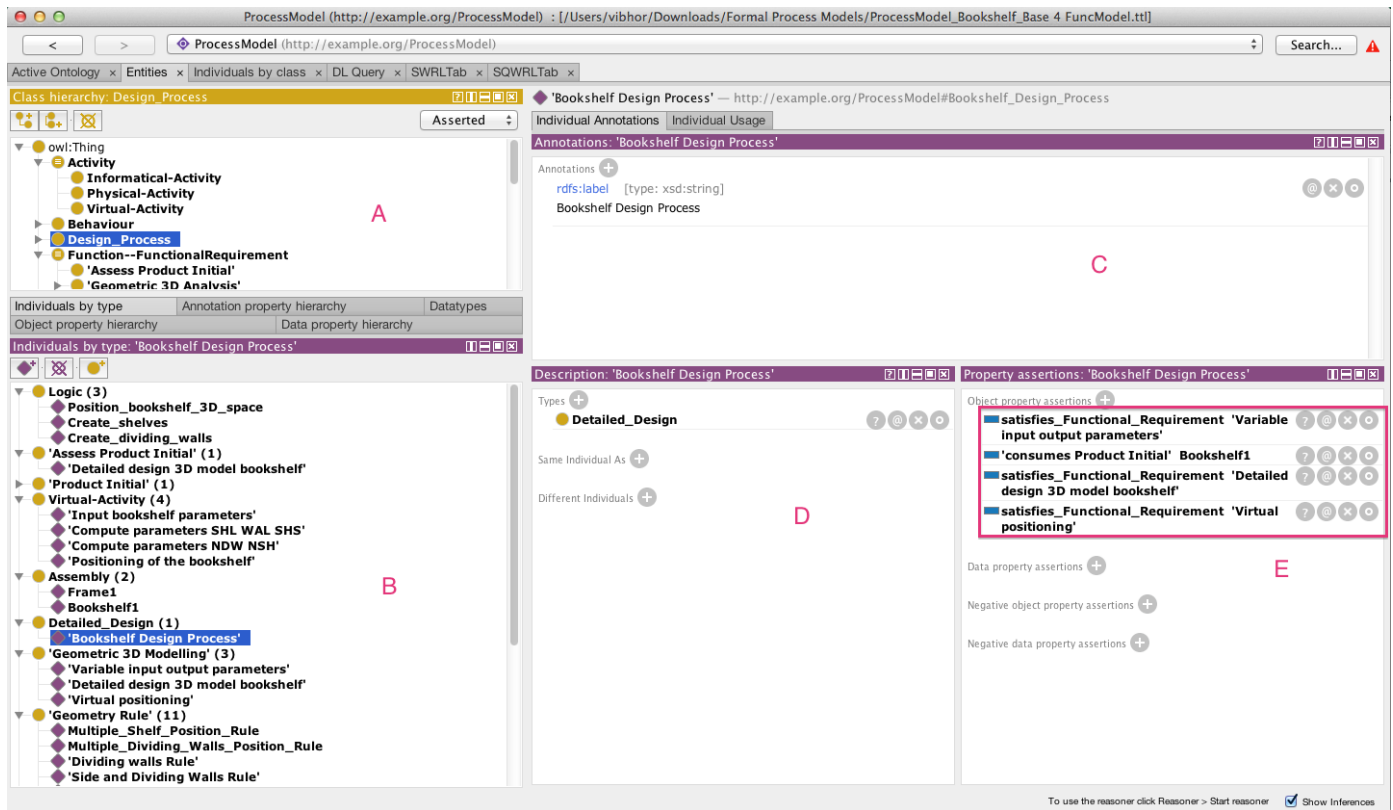 ProcessModel (http://example.org/ProcessModel) : [/Users/vibhor/Downloads/Formal Process Models/ProcessModel_Bookshelf_Base 4 FuncModel.ttl]
< > ProcessModel (http://example.org/ProcessModel) Search...
Active Ontology × Entities × Individuals by class × DL Query × SWRLTab × SQWRLTab ×
Class hierarchy: Design_Process
Asserted
owl:Thing
Activity
Informatical-Activity
Physical-Activity
Virtual-Activity
Behaviour
Design_Process
Function--FunctionalRequirement
'Assess Product Initial'
'Geometric 3D Analysis'
A
Individuals by type Annotation property hierarchy Datatypes
Object property hierarchy Data property hierarchy
Individuals by type: 'Bookshelf Design Process'
Logic (3)
Position_bookshelf_3D_space
Create_shelves
Create_dividing_walls
'Assess Product Initial' (1)
'Detailed design 3D model bookshelf'
'Product Initial' (1)
Virtual-Activity (4)
'Input bookshelf parameters'
'Compute parameters SHL WAL SHS'
'Compute parameters NDW NSH'
'Positioning of the bookshelf'
Assembly (2)
Frame1
Bookshelf1
Detailed_Design (1)
'Bookshelf Design Process'
'Geometric 3D Modelling' (3)
'Variable input output parameters'
'Detailed design 3D model bookshelf'
'Virtual positioning'
'Geometry Rule' (11)
Multiple_Shelf_Position_Rule
Multiple_Dividing_Walls_Position_Rule
'Dividing walls Rule'
'Side and Dividing Walls Rule'
B
'Bookshelf Design Process' — http://example.org/ProcessModel#Bookshelf_Design_Process
Individual Annotations Individual Usage
Annotations: 'Bookshelf Design Process'
Annotations
rdfs:label [type: xsd:string]
Bookshelf Design Process
C
Description: 'Bookshelf Design Process'
Types
Detailed_Design
Same Individual As
Different Individuals
D
Property assertions: 'Bookshelf Design Process'
Object property assertions
satisfies_Functional_Requirement 'Variable
input output parameters'
'consumes Product Initial' Bookshelf1
satisfies_Functional_Requirement 'Detailed
design 3D model bookshelf'
satisfies_Functional_Requirement 'Virtual
positioning'
Data property assertions
E
Negative object property assertions
Negative data property assertions
To use the reasoner click Reasoner > Start reasoner Show Inferences